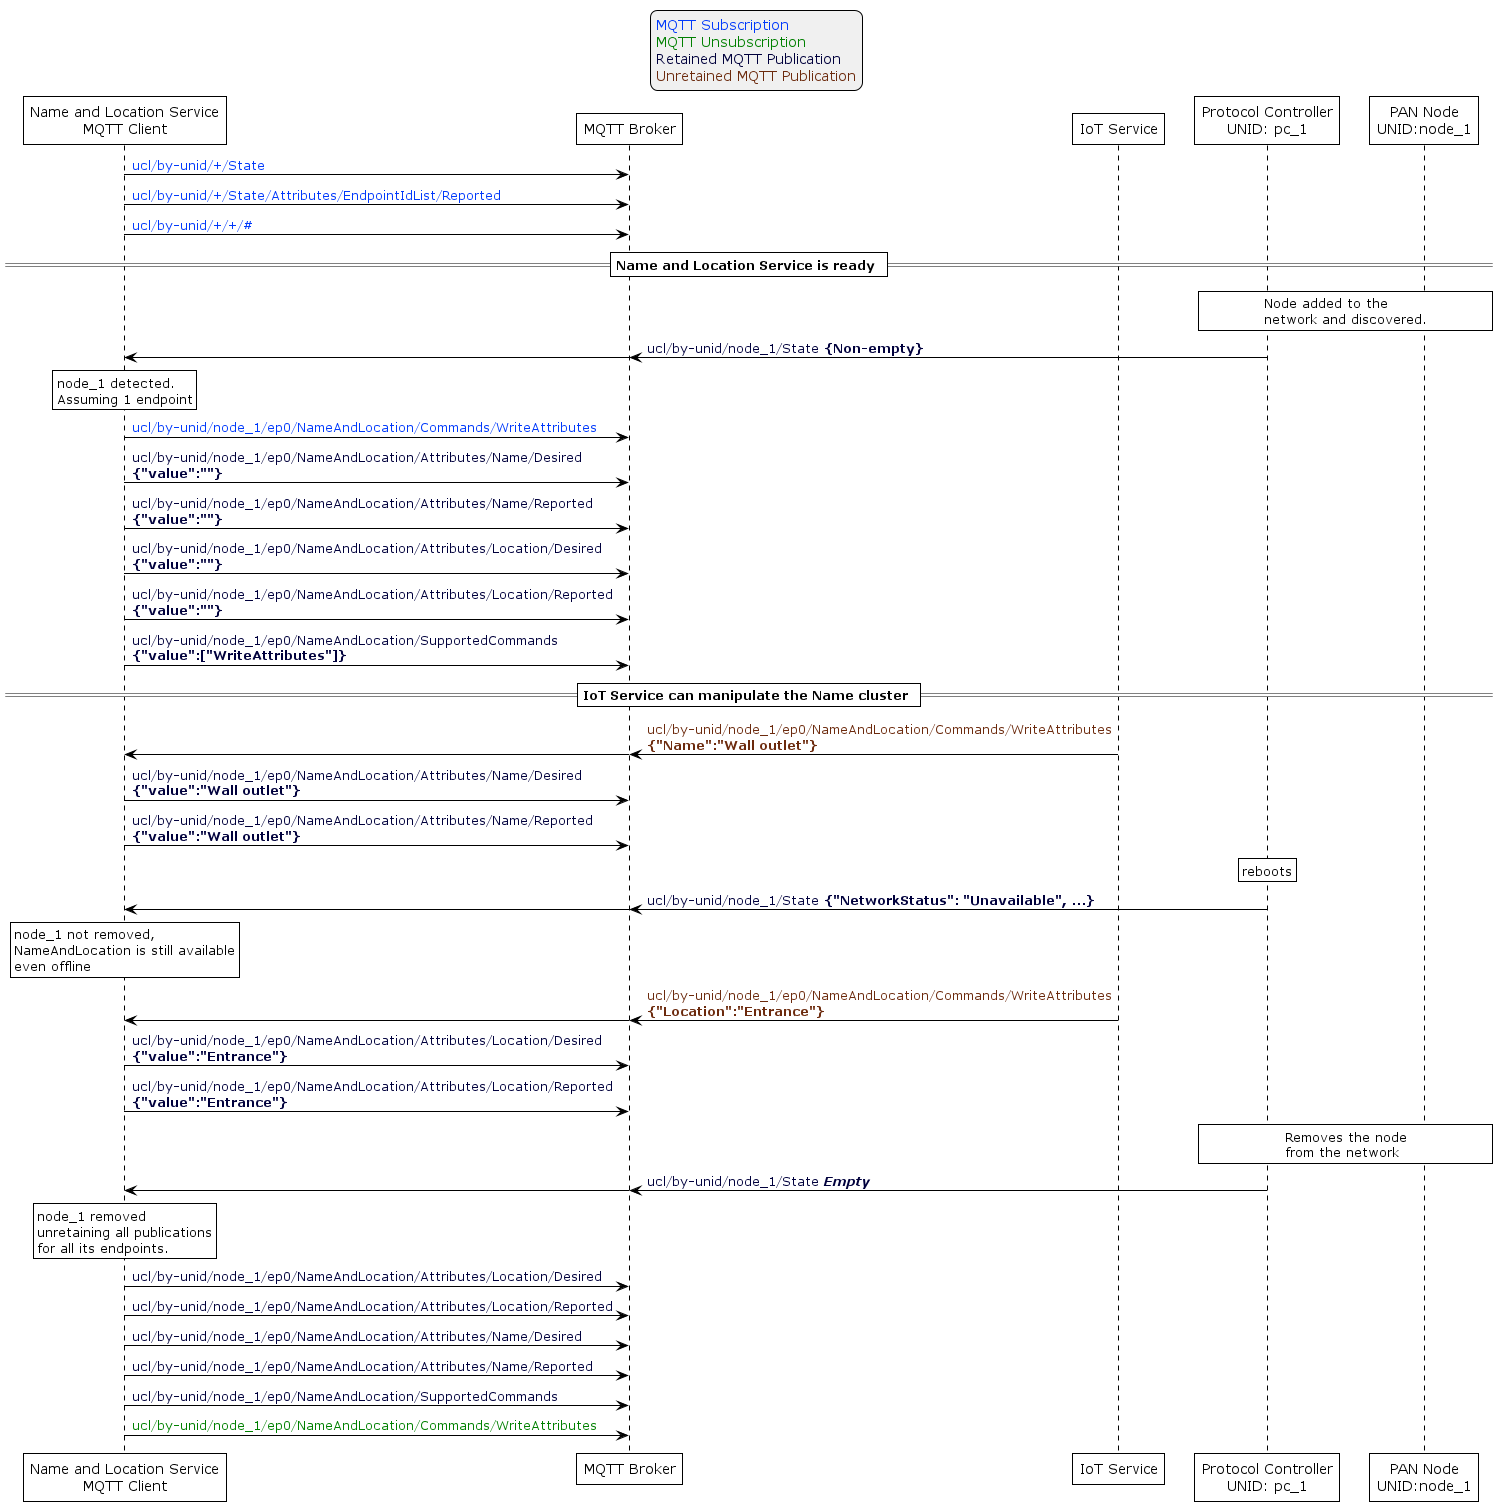 MQTT Subscription
MQTT Unsubscription
Retained MQTT Publication
Unretained MQTT Publication
Name and Location Service
MQTT Client
MQTT Broker
IoT Service
Protocol Controller
UNID: pc_1
PAN Node
UNID:node_1
ucl/by-unid/+/State
ucl/by-unid/+/State/Attributes/EndpointIdList/Reported
ucl/by-unid/+/+/#
Name and Location Service is ready
Node added to the
network and discovered.
ucl/by-unid/node_1/State {Non-empty}
node_1 detected.
Assuming 1 endpoint
ucl/by-unid/node_1/ep0/NameAndLocation/Commands/WriteAttributes
ucl/by-unid/node_1/ep0/NameAndLocation/Attributes/Name/Desired
{"value":""}
ucl/by-unid/node_1/ep0/NameAndLocation/Attributes/Name/Reported
{"value":""}
ucl/by-unid/node_1/ep0/NameAndLocation/Attributes/Location/Desired
{"value":""}
ucl/by-unid/node_1/ep0/NameAndLocation/Attributes/Location/Reported
{"value":""}
ucl/by-unid/node_1/ep0/NameAndLocation/SupportedCommands
{"value":["WriteAttributes"]}
IoT Service can manipulate the Name cluster
ucl/by-unid/node_1/ep0/NameAndLocation/Commands/WriteAttributes
{"Name":"Wall outlet"}
ucl/by-unid/node_1/ep0/NameAndLocation/Attributes/Name/Desired
{"value":"Wall outlet"}
ucl/by-unid/node_1/ep0/NameAndLocation/Attributes/Name/Reported
{"value":"Wall outlet"}
reboots
ucl/by-unid/node_1/State {"NetworkStatus": "Unavailable", ...}
node_1 not removed,
NameAndLocation is still available
even offline
ucl/by-unid/node_1/ep0/NameAndLocation/Commands/WriteAttributes
{"Location":"Entrance"}
ucl/by-unid/node_1/ep0/NameAndLocation/Attributes/Location/Desired
{"value":"Entrance"}
ucl/by-unid/node_1/ep0/NameAndLocation/Attributes/Location/Reported
{"value":"Entrance"}
Removes the node
from the network
ucl/by-unid/node_1/State Empty
node_1 removed
unretaining all publications
for all its endpoints.
ucl/by-unid/node_1/ep0/NameAndLocation/Attributes/Location/Desired
ucl/by-unid/node_1/ep0/NameAndLocation/Attributes/Location/Reported
ucl/by-unid/node_1/ep0/NameAndLocation/Attributes/Name/Desired
ucl/by-unid/node_1/ep0/NameAndLocation/Attributes/Name/Reported
ucl/by-unid/node_1/ep0/NameAndLocation/SupportedCommands
ucl/by-unid/node_1/ep0/NameAndLocation/Commands/WriteAttributes
Name and Location Service
MQTT Client
MQTT Broker
IoT Service
Protocol Controller
UNID: pc_1
PAN Node
UNID:node_1